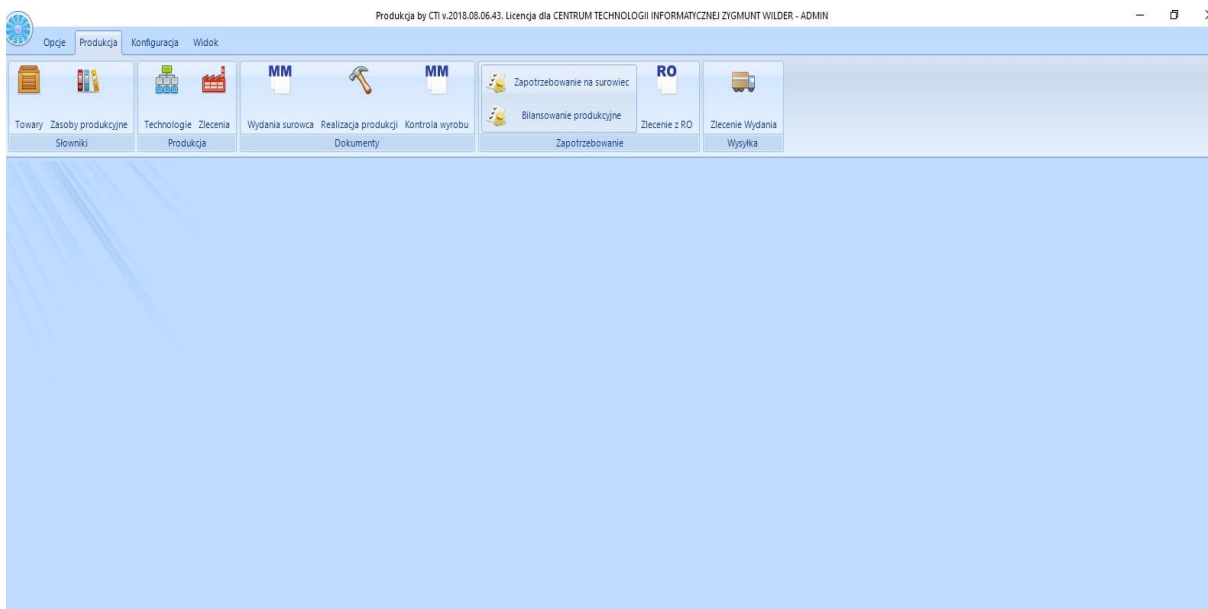 Produkcja by CTI v.2018.08.06.43. Licencja dla CENTRUM TECHNOLOGII INFORMATYCZNEJ ZYGMUNT WILDER - ADMIN
Opcje Produkcja Konfiguracja Widok
MM MM RO
Zapotrzebowanie na surowiec
Bilansowanie produkcyjne
Towary Zasoby produkcyjne Technologie Zlecenia Wydania surowca Realizacja produkcji Kontrola wyrobu Zlecenie z RO Zlecenie Wydania
Słowniki Produkcja Dokumenty Zapotrzebowanie Wysyłka